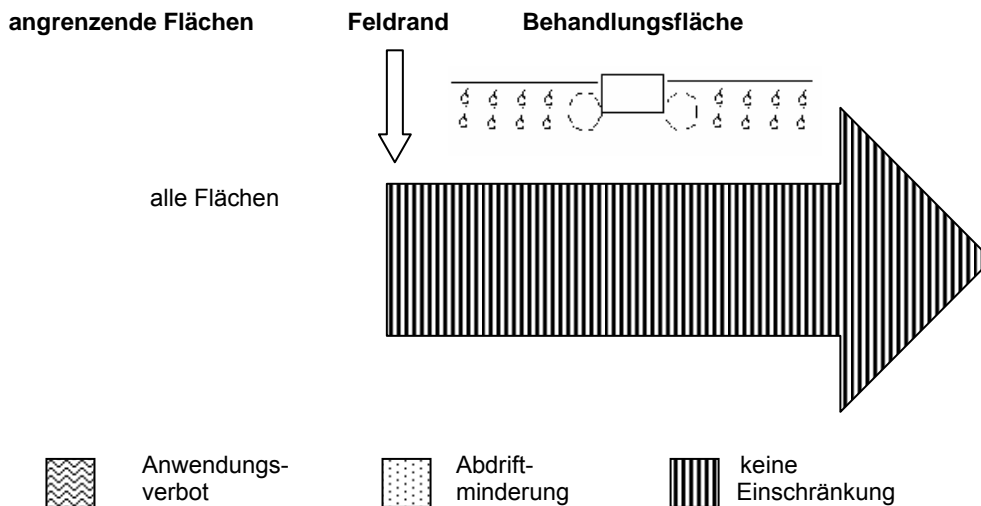 angrenzende Flächen Feldrand Behandlungsfläche
alle Flächen
Anwendungs-
verbot
Abdrift-
minderung
keine
Einschränkung